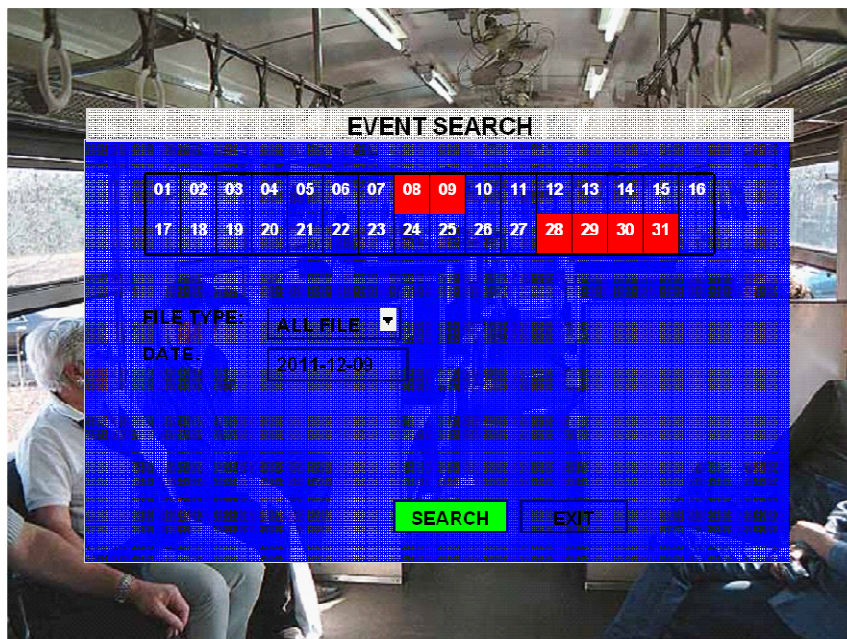 EVENT SEARCH
01 02 03 04 05 06 07 08 09 10 11 12 13 14 15 16
17 18 19 20 21 22 23 24 25 26 27 28 29 30 31
FILE TYPE: ALL FILE
DATE: 2011-12-09
SEARCH EXIT